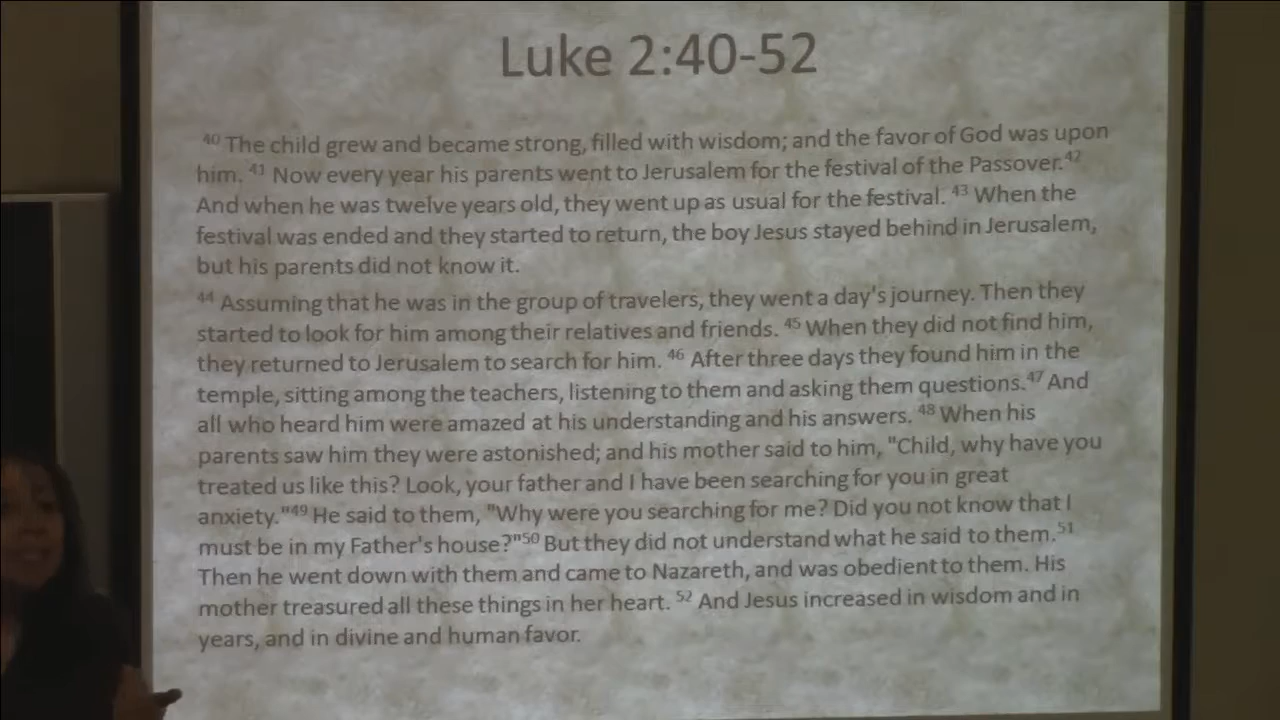 Luke 2:40-52
40 The child grew and became strong, filled with wisdom; and the favor of God was upon
him. 41 Now every year his parents went to Jerusalem for the festival of the Passover.42
And when he was twelve years old, they went up as usual for the festival. 43 When the
festival was ended and they started to return, the boy Jesus stayed behind in Jerusalem,
but his parents did not know it.
44 Assuming that he was in the group of travelers, they went a day's journey. Then they
started to look for him among their relatives and friends. 45 When they did not find him,
they returned to Jerusalem to search for him. 46 After three days they found him in the
temple, sitting among the teachers, listening to them and asking them questions.47 And
all who heard him were amazed at his understanding and his answers. 48 When his
parents saw him they were astonished; and his mother said to him, "Child, why have you
treated us like this? Look, your father and I have been searching for you in great
anxiety."49 He said to them, "Why were you searching for me? Did you not know that I
must be in my Father's house?"50 But they did not understand what he said to them.51
Then he went down with them and came to Nazareth, and was obedient to them. His
mother treasured all these things in her heart. 52 And Jesus increased in wisdom and in
years, and in divine and human favor.